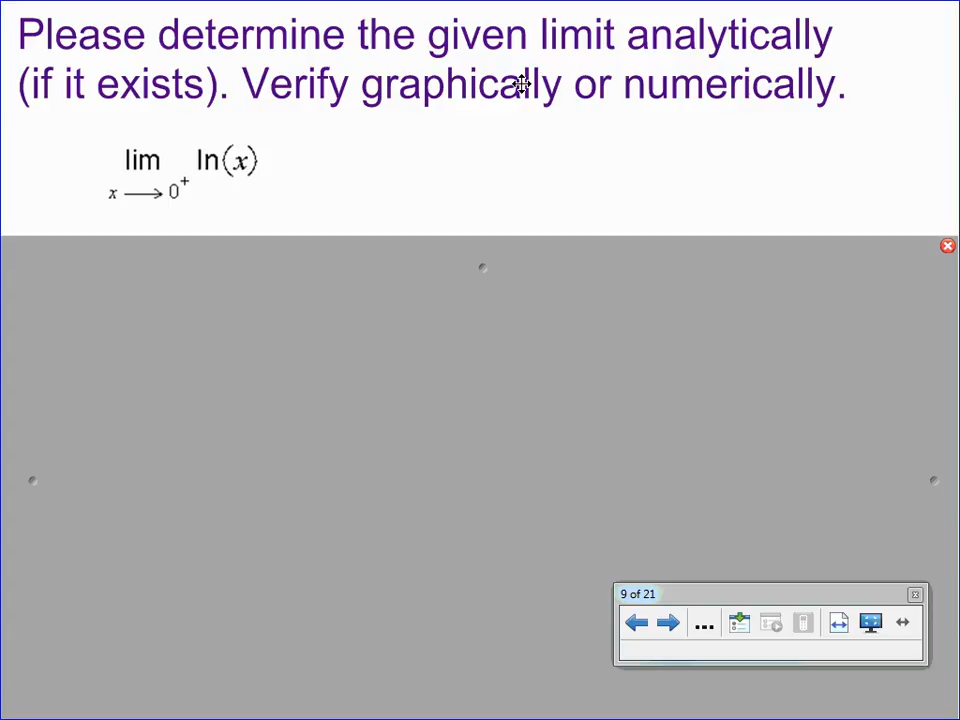 Please determine the given limit analytically
(if it exists). Verify graphically or numerically.
lim ln(x)
x ⟶ 0⁺
9 of 21
...